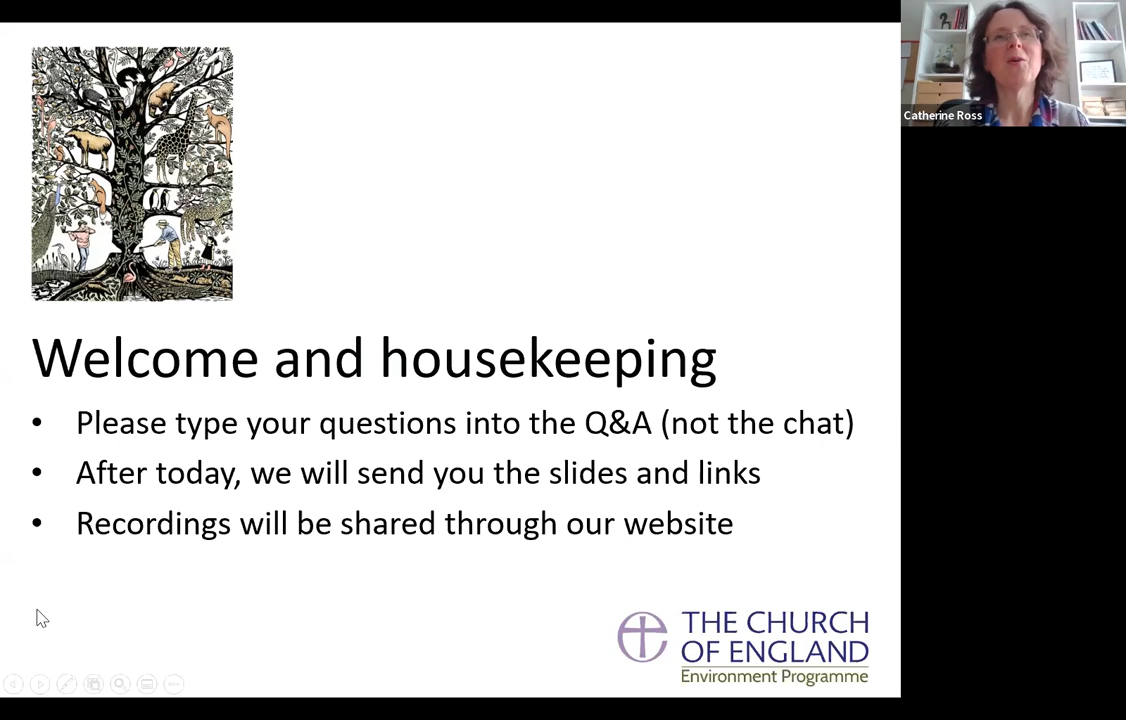 Catherine Ross
Welcome and housekeeping
• Please type your questions into the Q&A (not the chat)
• After today, we will send you the slides and links
• Recordings will be shared through our website
THE CHURCH
OF ENGLAND
Environment Programme